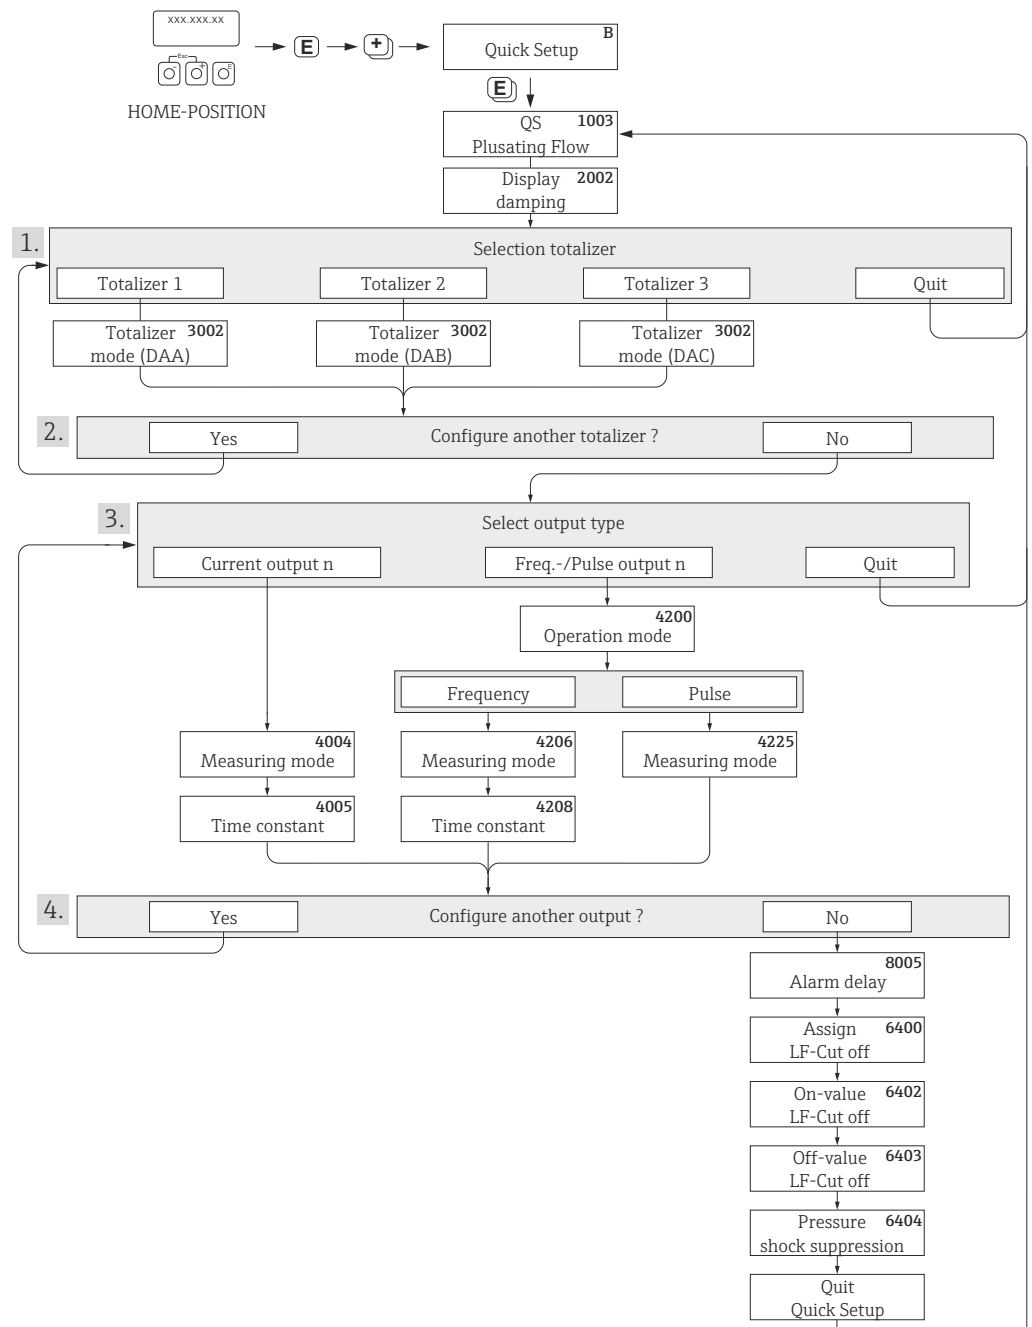 xxx.xxx.xx
Esc
- + E
HOME-POSITION
E
+
B
Quick Setup
E
QS 1003
Plusating Flow
Display 2002
damping
1.
Selection totalizer
Totalizer 1
Totalizer 2
Totalizer 3
Quit
Totalizer 3002
mode (DAA)
Totalizer 3002
mode (DAB)
Totalizer 3002
mode (DAC)
2.
Yes
Configure another totalizer ?
No
3.
Select output type
Current output n
Freq.-/Pulse output n
Quit
4200
Operation mode
Frequency
Pulse
4004
Measuring mode
4206
Measuring mode
4225
Measuring mode
4005
Time constant
4208
Time constant
4.
Yes
Configure another output ?
No
8005
Alarm delay
Assign 6400
LF-Cut off
On-value 6402
LF-Cut off
Off-value 6403
LF-Cut off
Pressure 6404
shock suppression
Quit
Quick Setup